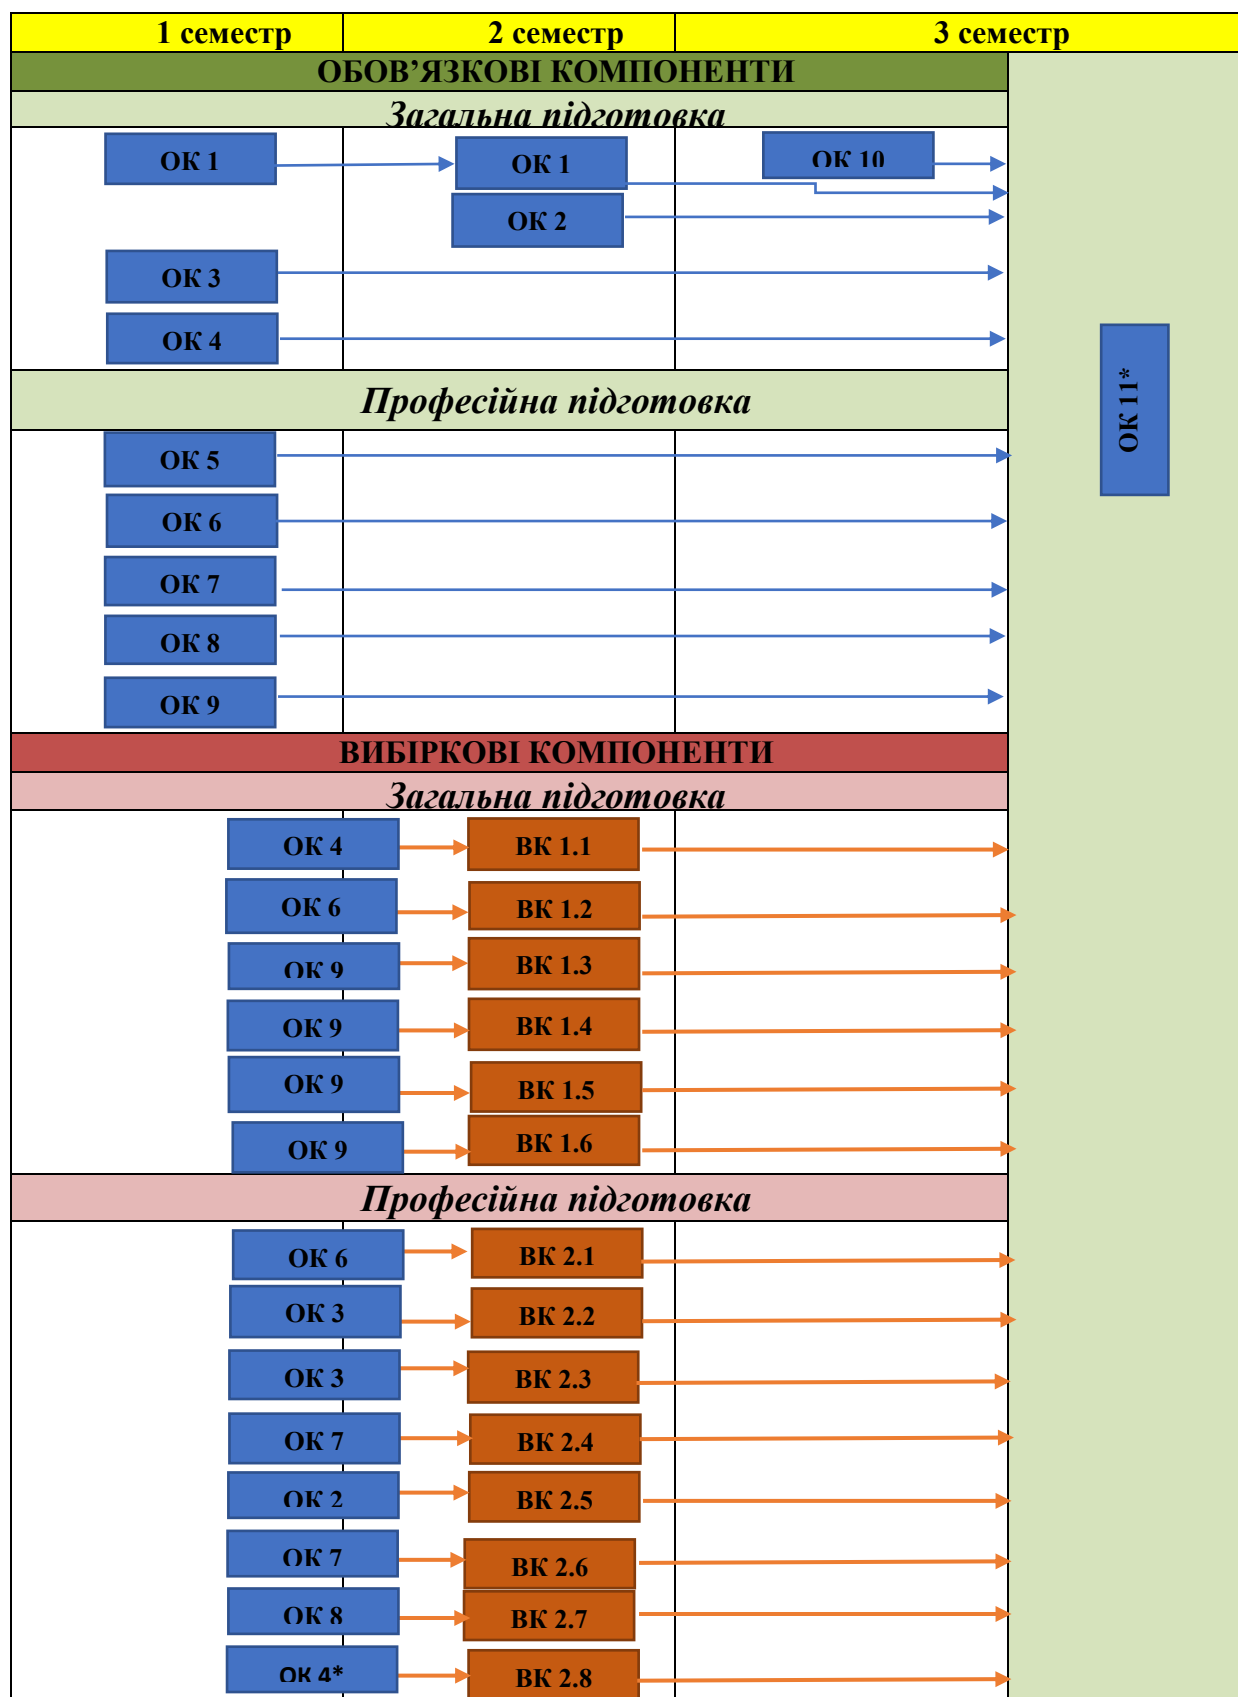 1 семестр 2 семестр 3 семестр
ОБОВ’ЯЗКОВІ КОМПОНЕНТИ
Загальна підготовка
ОК 1 ОК 1 ОК 10
ОК 2
ОК 3
ОК 4
ОК 11*
Професійна підготовка
ОК 5
ОК 6
ОК 7
ОК 8
ОК 9
ВИБІРКОВІ КОМПОНЕНТИ
Загальна підготовка
ОК 4 ВК 1.1
ОК 6 ВК 1.2
ОК 9 ВК 1.3
ОК 9 ВК 1.4
ОК 9 ВК 1.5
ОК 9 ВК 1.6
Професійна підготовка
ОК 6 ВК 2.1
ОК 3 ВК 2.2
ОК 3 ВК 2.3
ОК 7 ВК 2.4
ОК 2 ВК 2.5
ОК 7 ВК 2.6
ОК 8 ВК 2.7
ОК 4* ВК 2.8